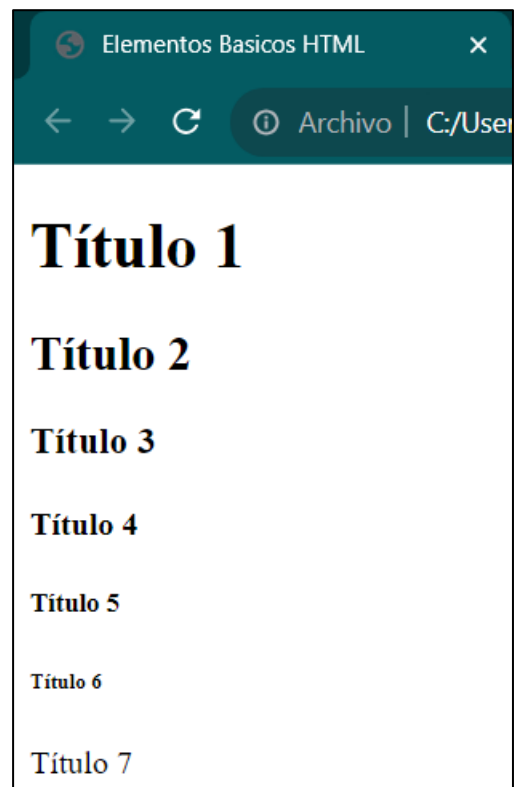 Elementos Basicos HTML
Archivo C:/User
Título 1
Título 2
Título 3
Título 4
Título 5
Título 6
Título 7